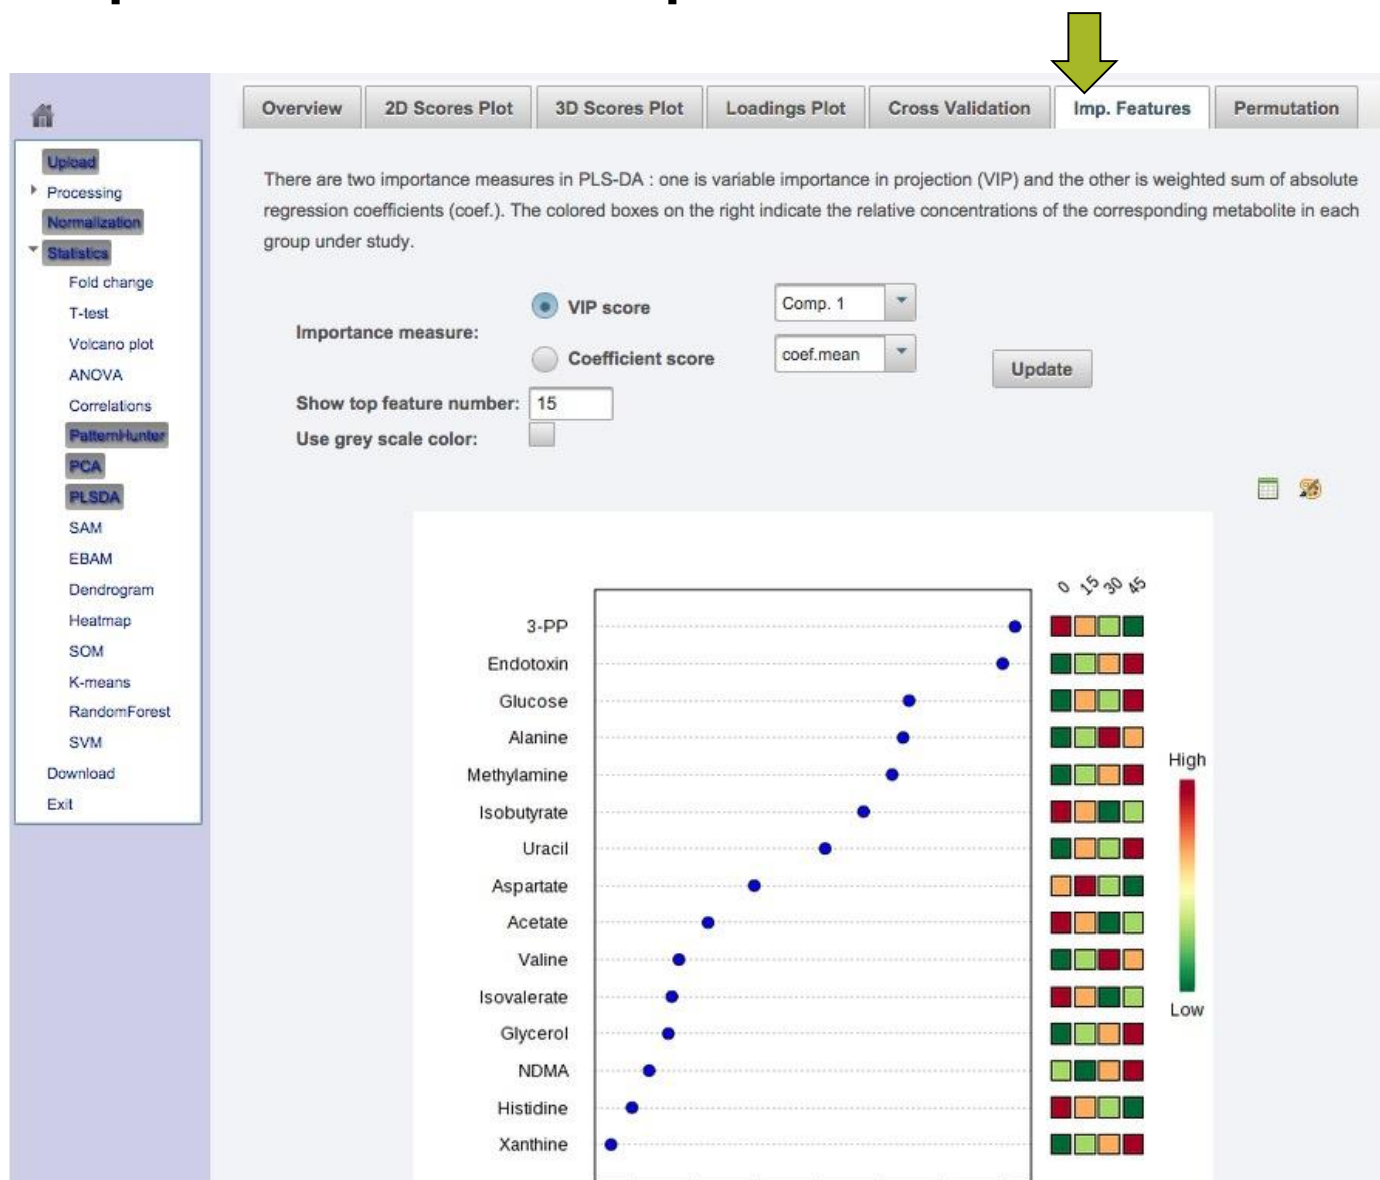 Overview 2D Scores Plot 3D Scores Plot Loadings Plot Cross Validation Imp. Features Permutation
Upload
Processing
Normalization
Statistics
Fold change
T-test
Volcano plot
ANOVA
Correlations
PatternHunter
PCA
PLSDA
SAM
EBAM
Dendrogram
Heatmap
SOM
K-means
RandomForest
SVM
Download
Exit
There are two importance measures in PLS-DA : one is variable importance in projection (VIP) and the other is weighted sum of absolute
regression coefficients (coef.). The colored boxes on the right indicate the relative concentrations of the corresponding metabolite in each
group under study.
Importance measure:
VIP score Comp. 1
Coefficient score coef.mean
Update
Show top feature number: 15
Use grey scale color:
0 15 30 45
3-PP
Endotoxin
Glucose
Alanine
Methylamine
Isobutyrate
Uracil
Aspartate
Acetate
Valine
Isovalerate
Glycerol
NDMA
Histidine
Xanthine
High
Low